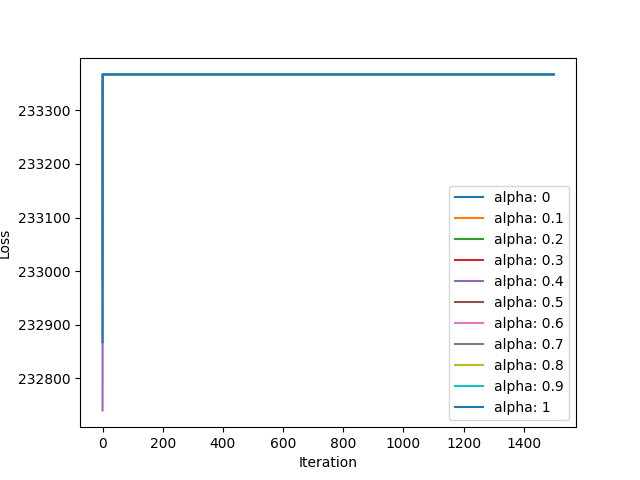 233300
233200
233100
233000
232900
232800
Loss
0
200
400
600
800
1000
1200
1400
Iteration
alpha: 0
alpha: 0.1
alpha: 0.2
alpha: 0.3
alpha: 0.4
alpha: 0.5
alpha: 0.6
alpha: 0.7
alpha: 0.8
alpha: 0.9
alpha: 1